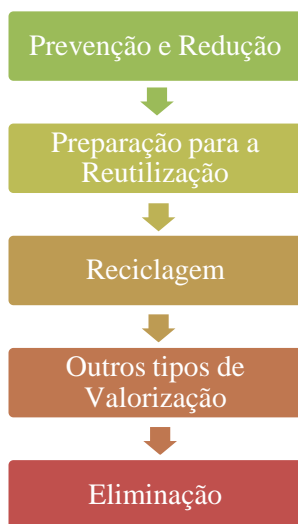 Prevenção e Redução
Preparação para a
Reutilização
Reciclagem
Outros tipos de
Valorização
Eliminação